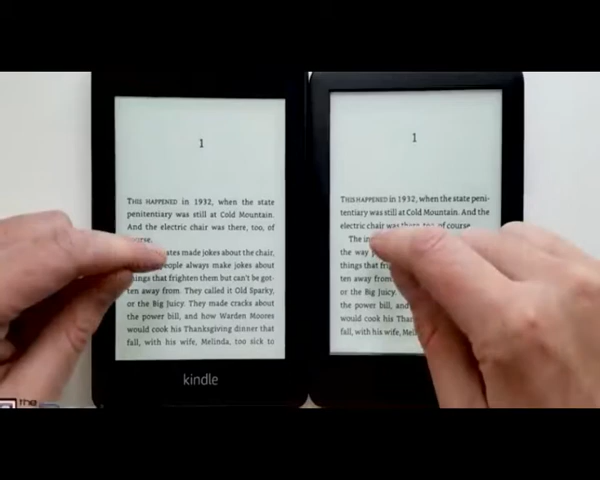 1
THIS HAPPENED in 1932, when the state
penitentiary was still at Cold Mountain.
And the electric chair was there, too, of
course.
made jokes about the chair,
people always make jokes about
things that frighten them but can't be got-
ten away from. They called it Old Sparky,
or the Big Juicy. They made cracks about
the power bill, and how Warden Moores
would cook his Thanksgiving dinner that
fall, with his wife, Melinda, too sick to
kindle
1
THIS HAPPENED in 1932, when the state peni-
tentiary was still at Cold Mountain. And the
electric chair was there, too, of course.
The
the way
things that
ten away from
or the Big Juicy.
the power bill, and
would cook his
fall, with his wife,
the